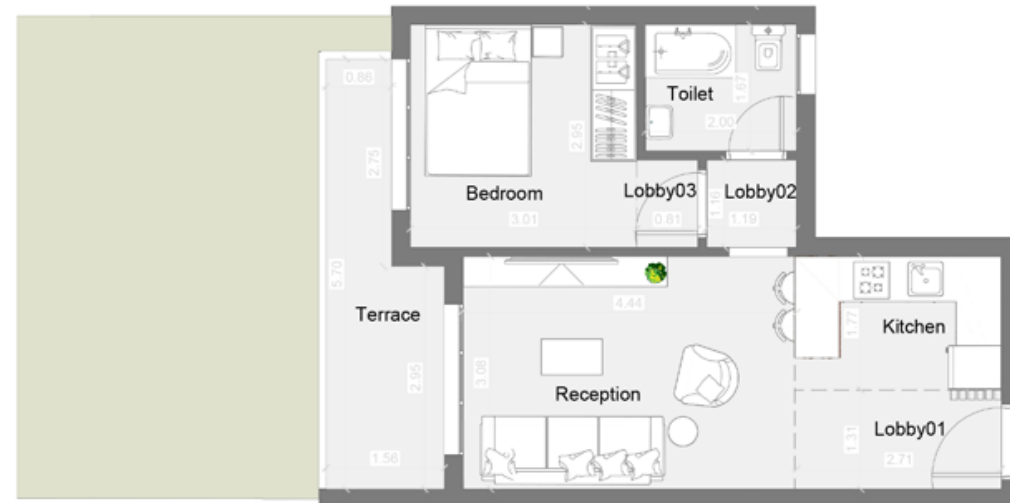 0.86
Toilet
1.67
2.00
2.75
2.95
Bedroom
Lobby03
Lobby02
3.01
0.81
1.16
1.19
5.70
4.44
Terrace
1.77
Kitchen
2.95
3.08
Reception
Lobby01
1.31
1.56
2.71